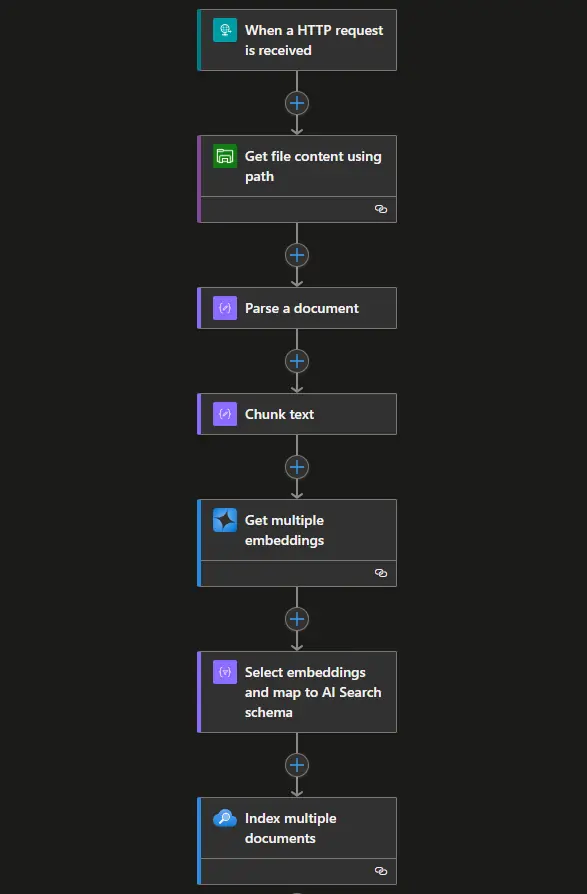 When a HTTP request
is received
Get file content using
path
Parse a document
Chunk text
Get multiple
embeddings
Select embeddings
and map to AI Search
schema
Index multiple
documents